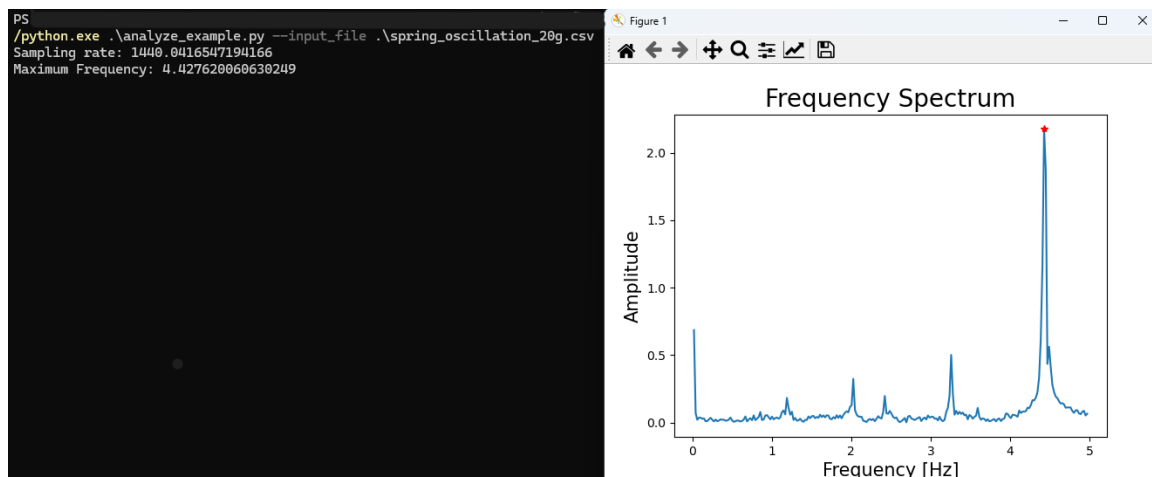 PS
/python.exe .\analyze_example.py --input_file .\spring_oscillation_20g.csv
Sampling rate: 1440.0416547194166
Maximum Frequency: 4.427620060630249
Figure 1
Frequency Spectrum
Amplitude
2.0
1.5
1.0
0.5
0.0
0 1 2 3 4 5
Frequency [Hz]